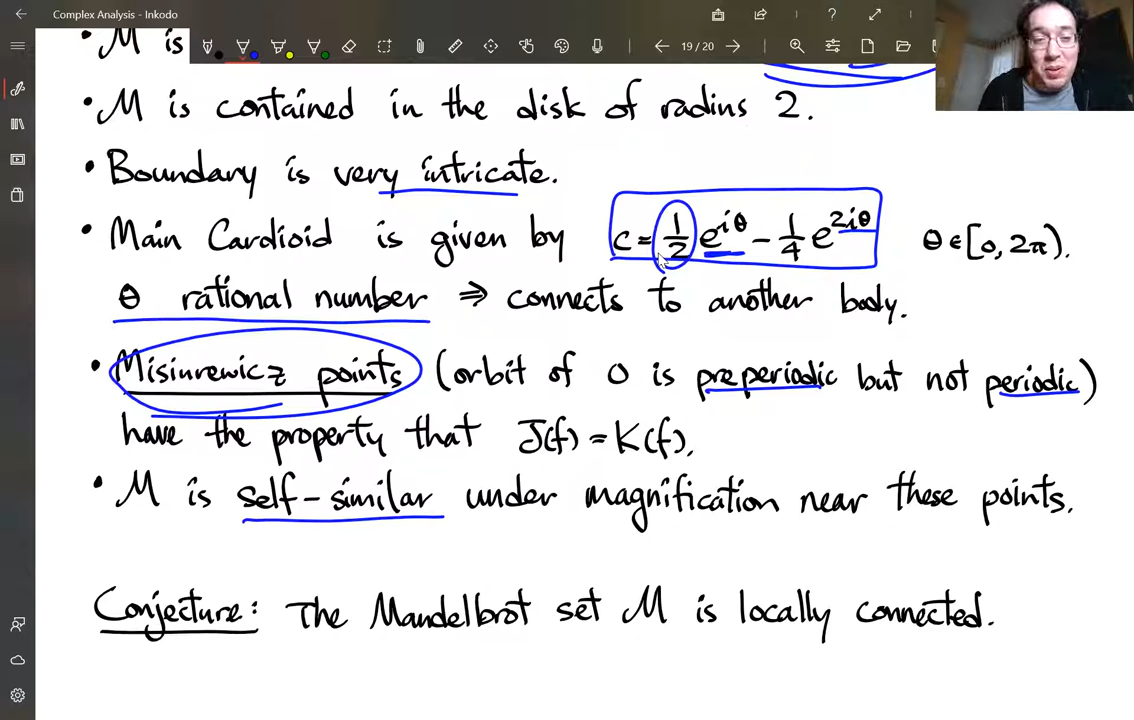 Complex Analysis - Inkodo
19 / 20
• M is
• M is contained in the disk of radius 2.
• Boundary is very intricate.
• Main Cardioid is given by c = 1/2 e^{iθ} - 1/4 e^{2iθ} θ ∈ [0, 2π).
θ rational number ⇒ connects to another body.
• Misiurewicz points (orbit of 0 is preperiodic but not periodic)
have the property that J(f) = K(f).
• M is self-similar under magnification near these points.
Conjecture: The Mandelbrot set M is locally connected.